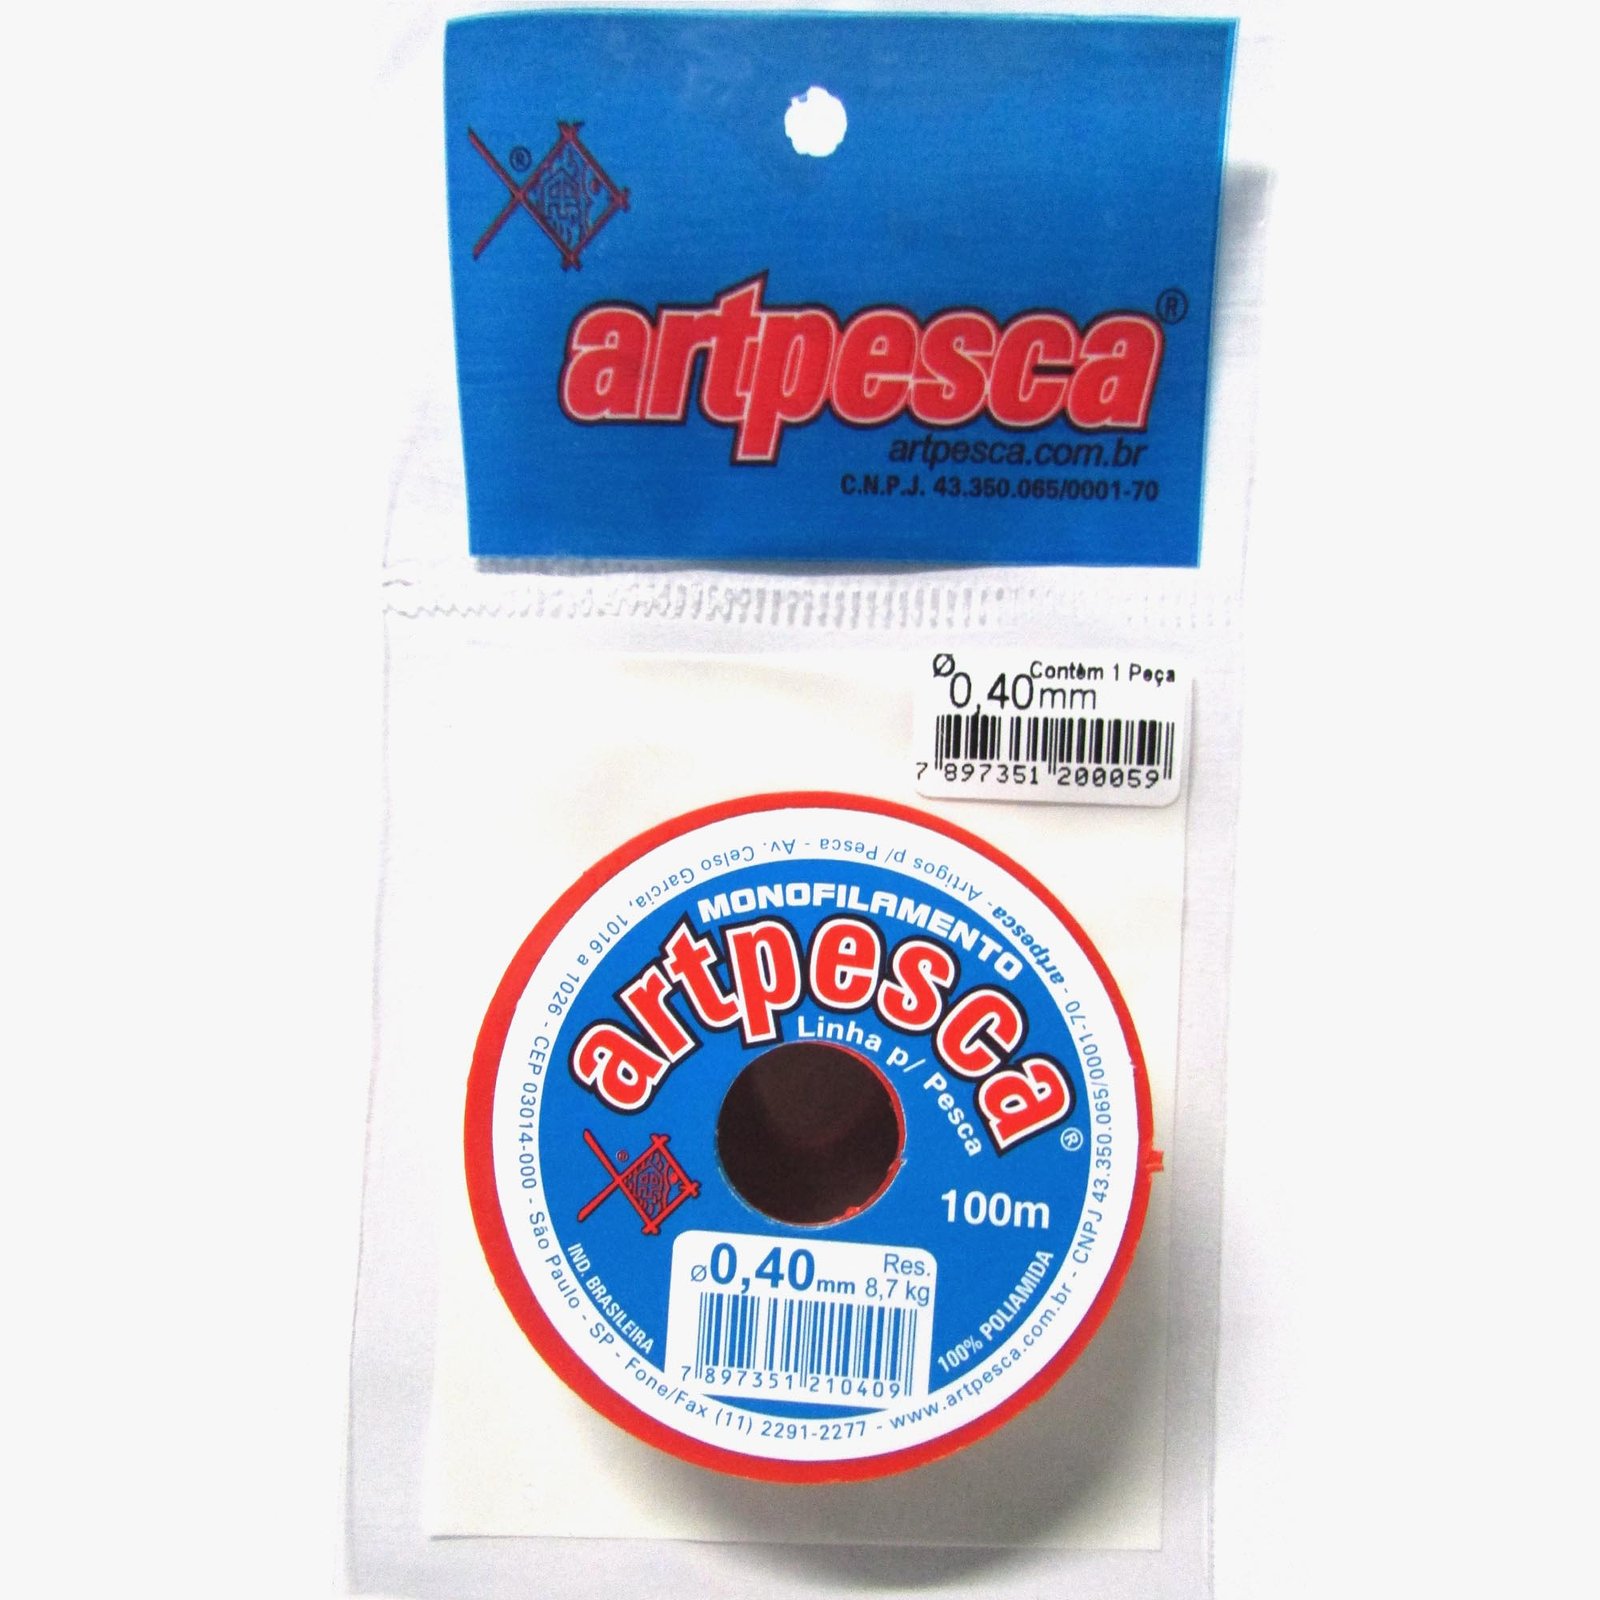 ®
artpesca®
artpesca.com.br
C.N.P.J. 43.350.065/0001-70
Ø 0,40mm Contêm 1 Peça
7 897351 200059
artpesca - Artigos p/ Pesca - Av. Celso Garcia, 1016 a 1026 - CEP 03014-000 - São Paulo - SP - Fone/Fax (11) 2291-2277 - www.artpesca.com.br - CNPJ 43.350.065/0001-70 -
MONOFILAMENTO
artpesca®
Linha p/ Pesca
®
100m
IND. BRASILEIRA
100% POLIAMIDA
ø0,40mm Res. 8,7 kg
7 897351 210409